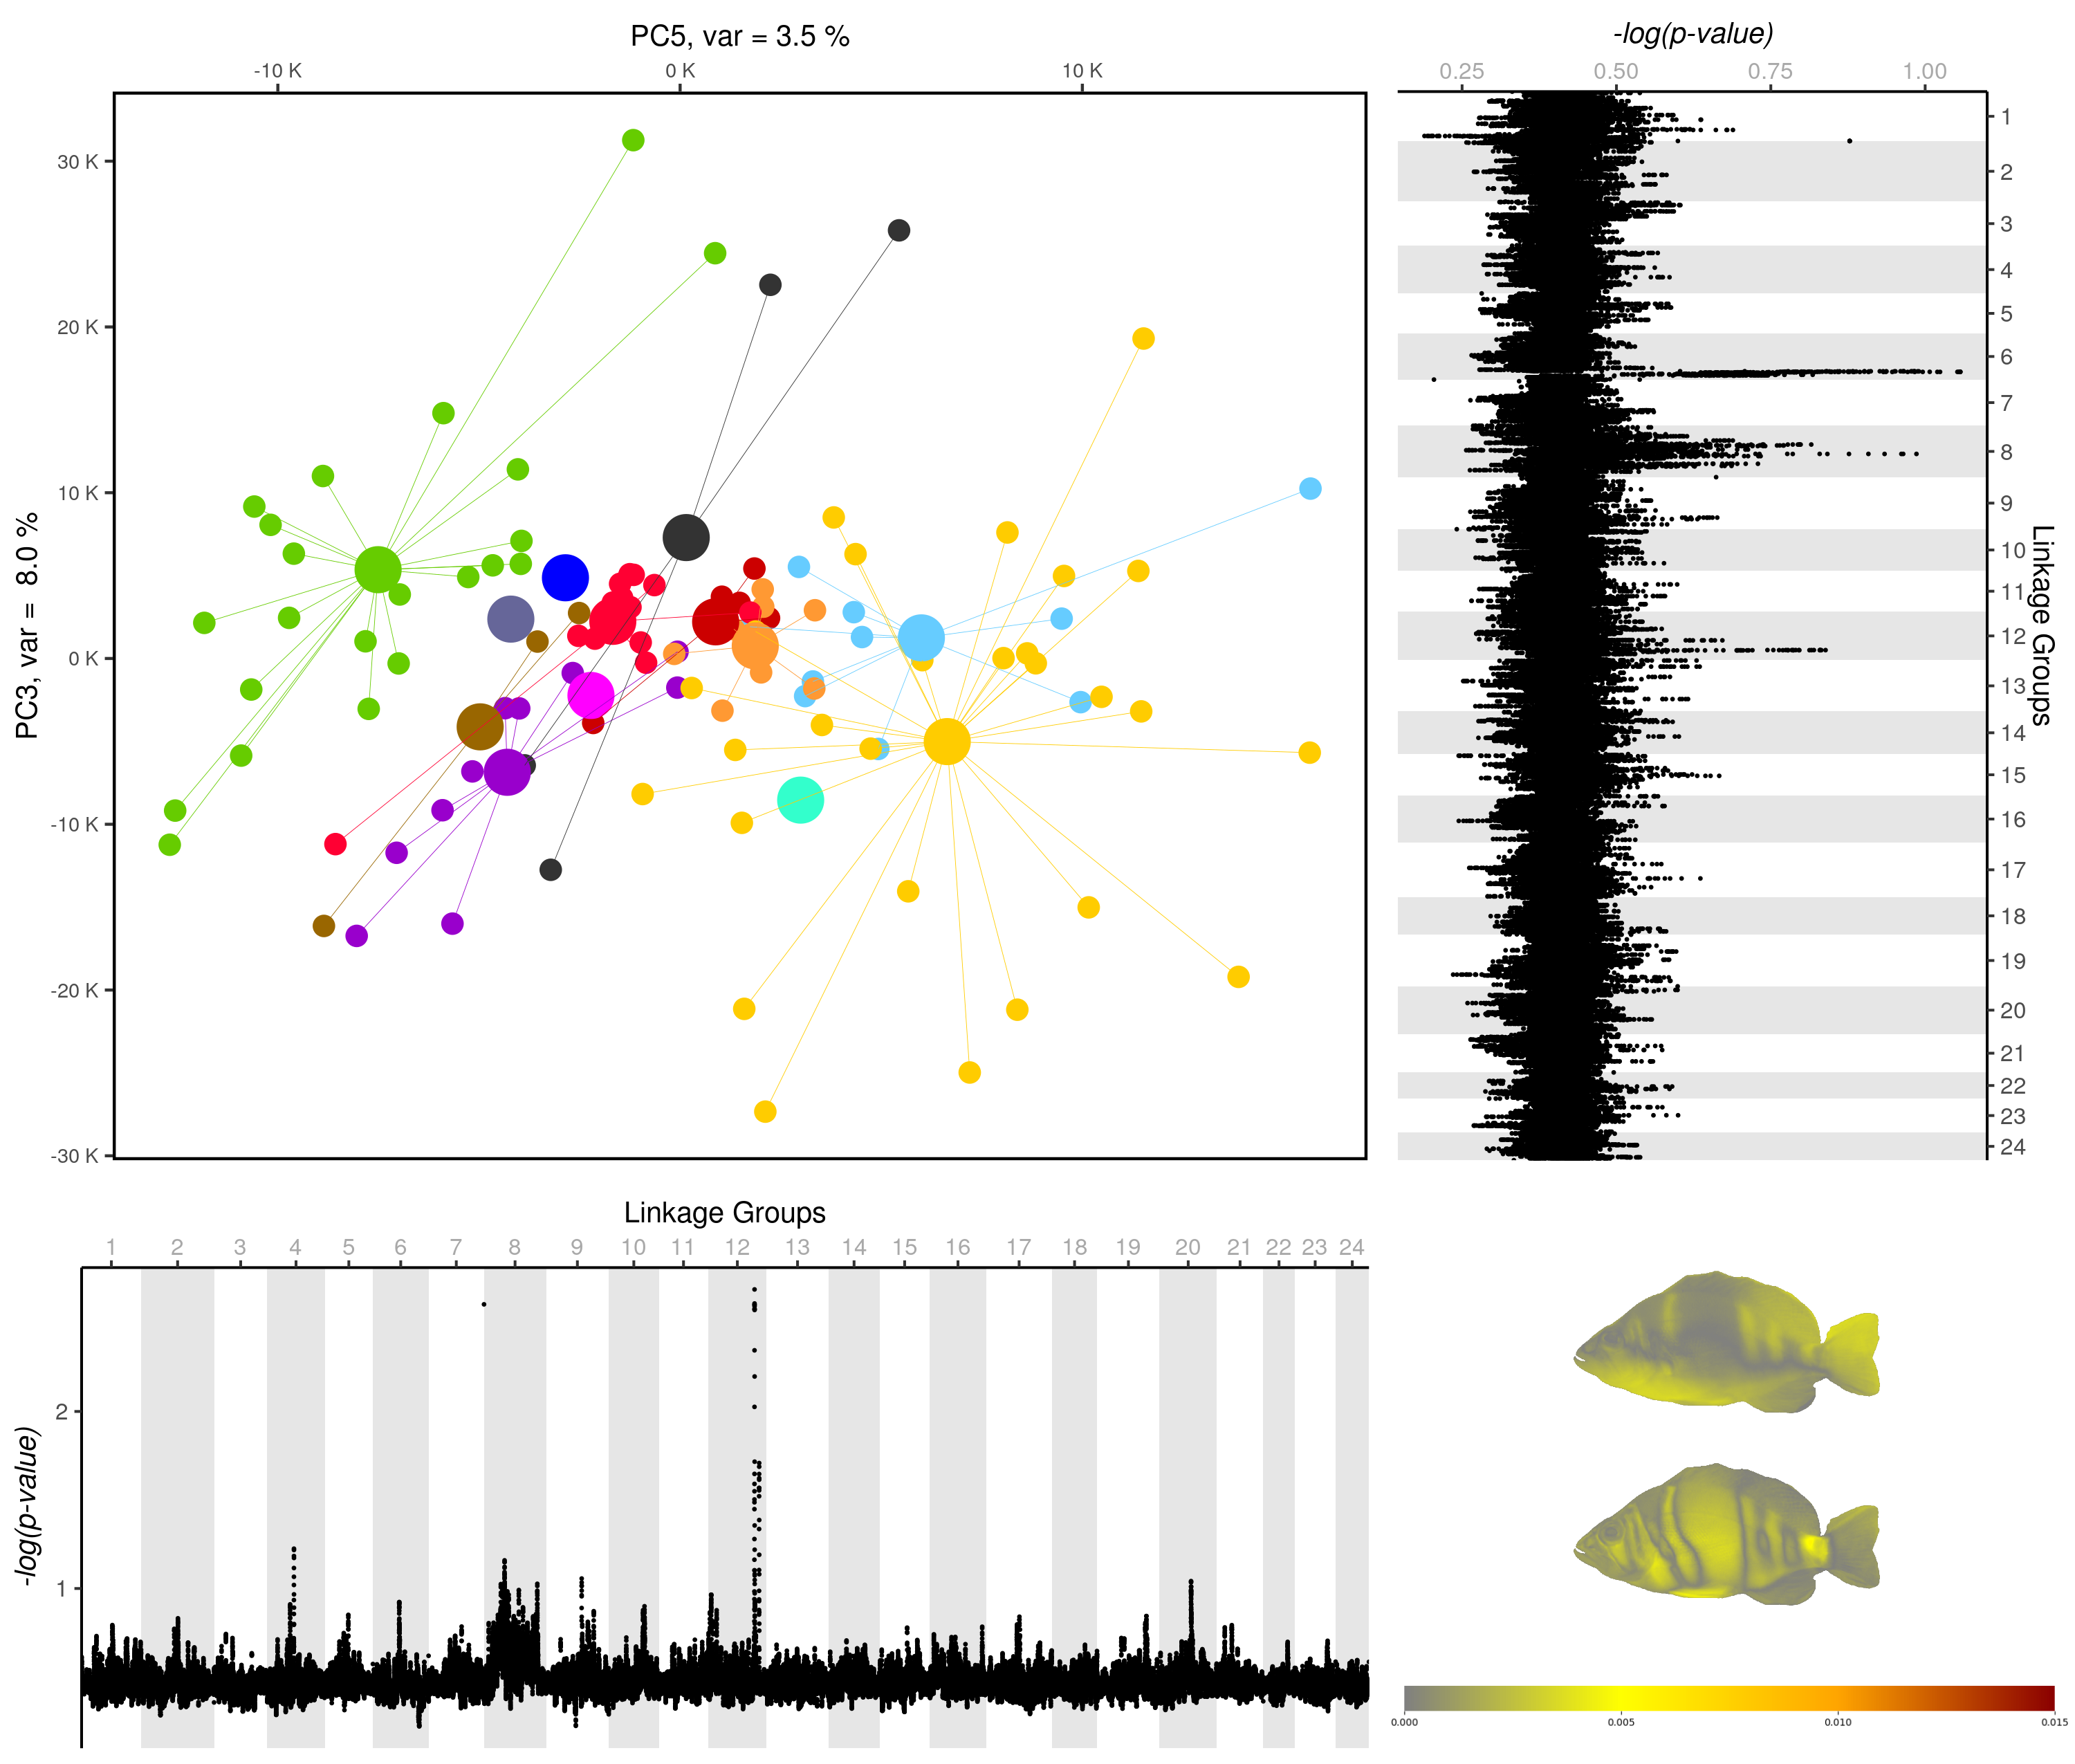 PC5, var = 3.5 %
-10 K 0 K 10 K
PC3, var = 8.0 %
30 K
20 K
10 K
0 K
-10 K
-20 K
-30 K
-log(p-value)
0.25 0.50 0.75 1.00
1
2
3
4
5
6
7
8
9
10
11
12
13
14
15
16
17
18
19
20
21
22
23
24
Linkage Groups
Linkage Groups
1 2 3 4 5 6 7 8 9 10 11 12 13 14 15 16 17 18 19 20 21 22 23 24
-log(p-value)
2
1
0.000 0.005 0.010 0.015